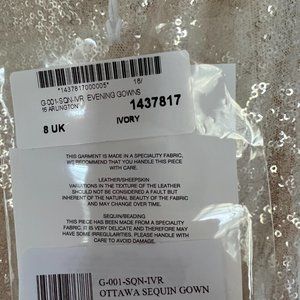 *1437817000005* 16/
G-001-SQN-IVR EVENING GOWNS
16 ARLINGTON 1437817
8 UK IVORY
THIS GARMENT IS MADE IN A SPECIALITY FABRIC,
WE RECOMMEND THAT YOU HANDLE THIS PIECE
WITH CARE.
LEATHER/SHEEPSKIN
VARIATIONS IN THE TEXTURE OF THE LEATHER
SHOULD NOT BE CONSIDERED A FAULT BUT
INHERENT OF THE NATURAL BEAUTY OF THE FABRIC
AND MAY CHANGE OVER TIME.
SEQUIN/BEADING
THIS PIECE HAS BEEN MADE FROM A SPECIALITY
FABRIC, IT IS VERY DELICATE AND THEREFORE MAY
HAVE SOME IRREGULARITIES. PLEASE HANDLE WITH
CARE TO AVOID DAMAGE.
G-001-SQN-IVR
OTTAWA SEQUIN GOWN